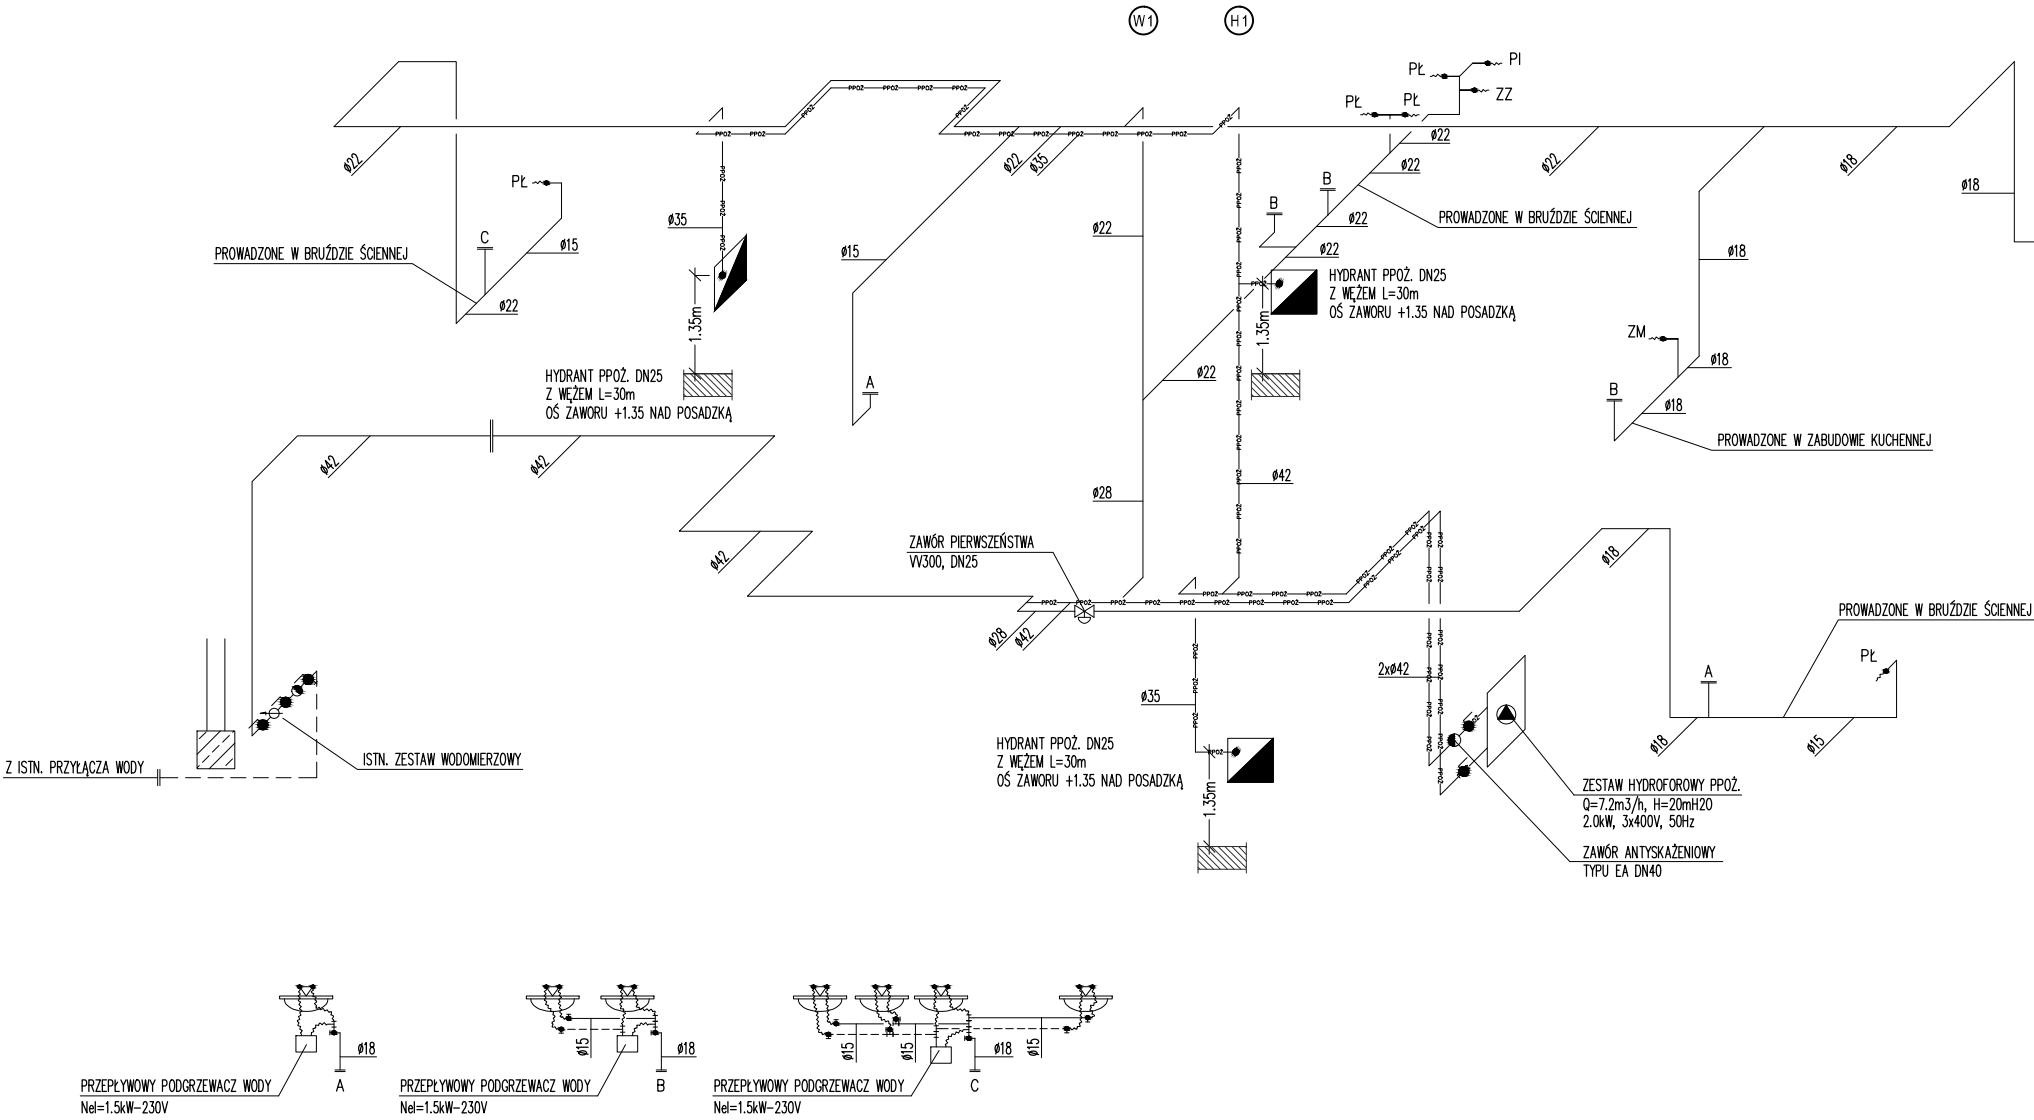 W1
H1
PŁ
PI
ZZ
PŁ
PŁ
ø22
ø22
ø35
ø22
ø22
ø22
ø18
ø18
PŁ
C
ø15
PROWADZONE W BRUŹDZIE ŚCIENNEJ
ø22
ø35
1.35m
HYDRANT PPOŻ. DN25
Z WĘŻEM L=30m
OŚ ZAWORU +1.35 NAD POSADZKĄ
ø15
A
ø22
B
B
PROWADZONE W BRUŹDZIE ŚCIENNEJ
ø22
ø22
HYDRANT PPOŻ. DN25
Z WĘŻEM L=30m
OŚ ZAWORU +1.35 NAD POSADZKĄ
1.35m
ø22
ø18
ZM
ø18
B
ø18
PROWADZONE W ZABUDOWIE KUCHENNEJ
ø42
ø42
ø42
ø28
ø42
ZAWÓR PIERWSZEŃSTWA
VV300, DN25
PPOŻ
ø28
ø42
ø18
PROWADZONE W BRUŹDZIE ŚCIENNEJ
PŁ
A
ø18
ø15
2xø42
ø35
HYDRANT PPOŻ. DN25
Z WĘŻEM L=30m
OŚ ZAWORU +1.35 NAD POSADZKĄ
1.35m
Z ISTN. PRZYŁĄCZA WODY
ISTN. ZESTAW WODOMIERZOWY
ZESTAW HYDROFOROWY PPOŻ.
Q=7.2m3/h, H=20mH2O
2.0kW, 3x400V, 50Hz
ZAWÓR ANTYSKAŻENIOWY
TYPU EA DN40
ø18
A
PRZEPŁYWOWY PODGRZEWACZ WODY
Nel=1.5kW-230V
ø15
ø18
B
PRZEPŁYWOWY PODGRZEWACZ WODY
Nel=1.5kW-230V
ø15
ø15
ø18
ø15
C
PRZEPŁYWOWY PODGRZEWACZ WODY
Nel=1.5kW-230V